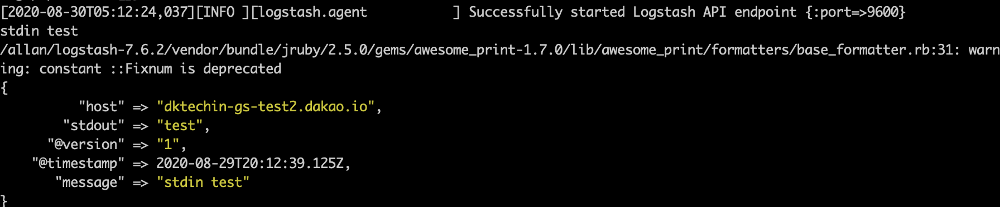 [2020-08-30T05:12:24,037][INFO ][logstash.agent           ] Successfully started Logstash API endpoint {:port=>9600}
stdin test
/allan/logstash-7.6.2/vendor/bundle/jruby/2.5.0/gems/awesome_print-1.7.0/lib/awesome_print/formatters/base_formatter.rb:31: warn
ing: constant ::Fixnum is deprecated
{
          "host" => "dktechin-gs-test2.dakao.io",
        "stdout" => "test",
      "@version" => "1",
    "@timestamp" => 2020-08-29T20:12:39.125Z,
       "message" => "stdin test"
}